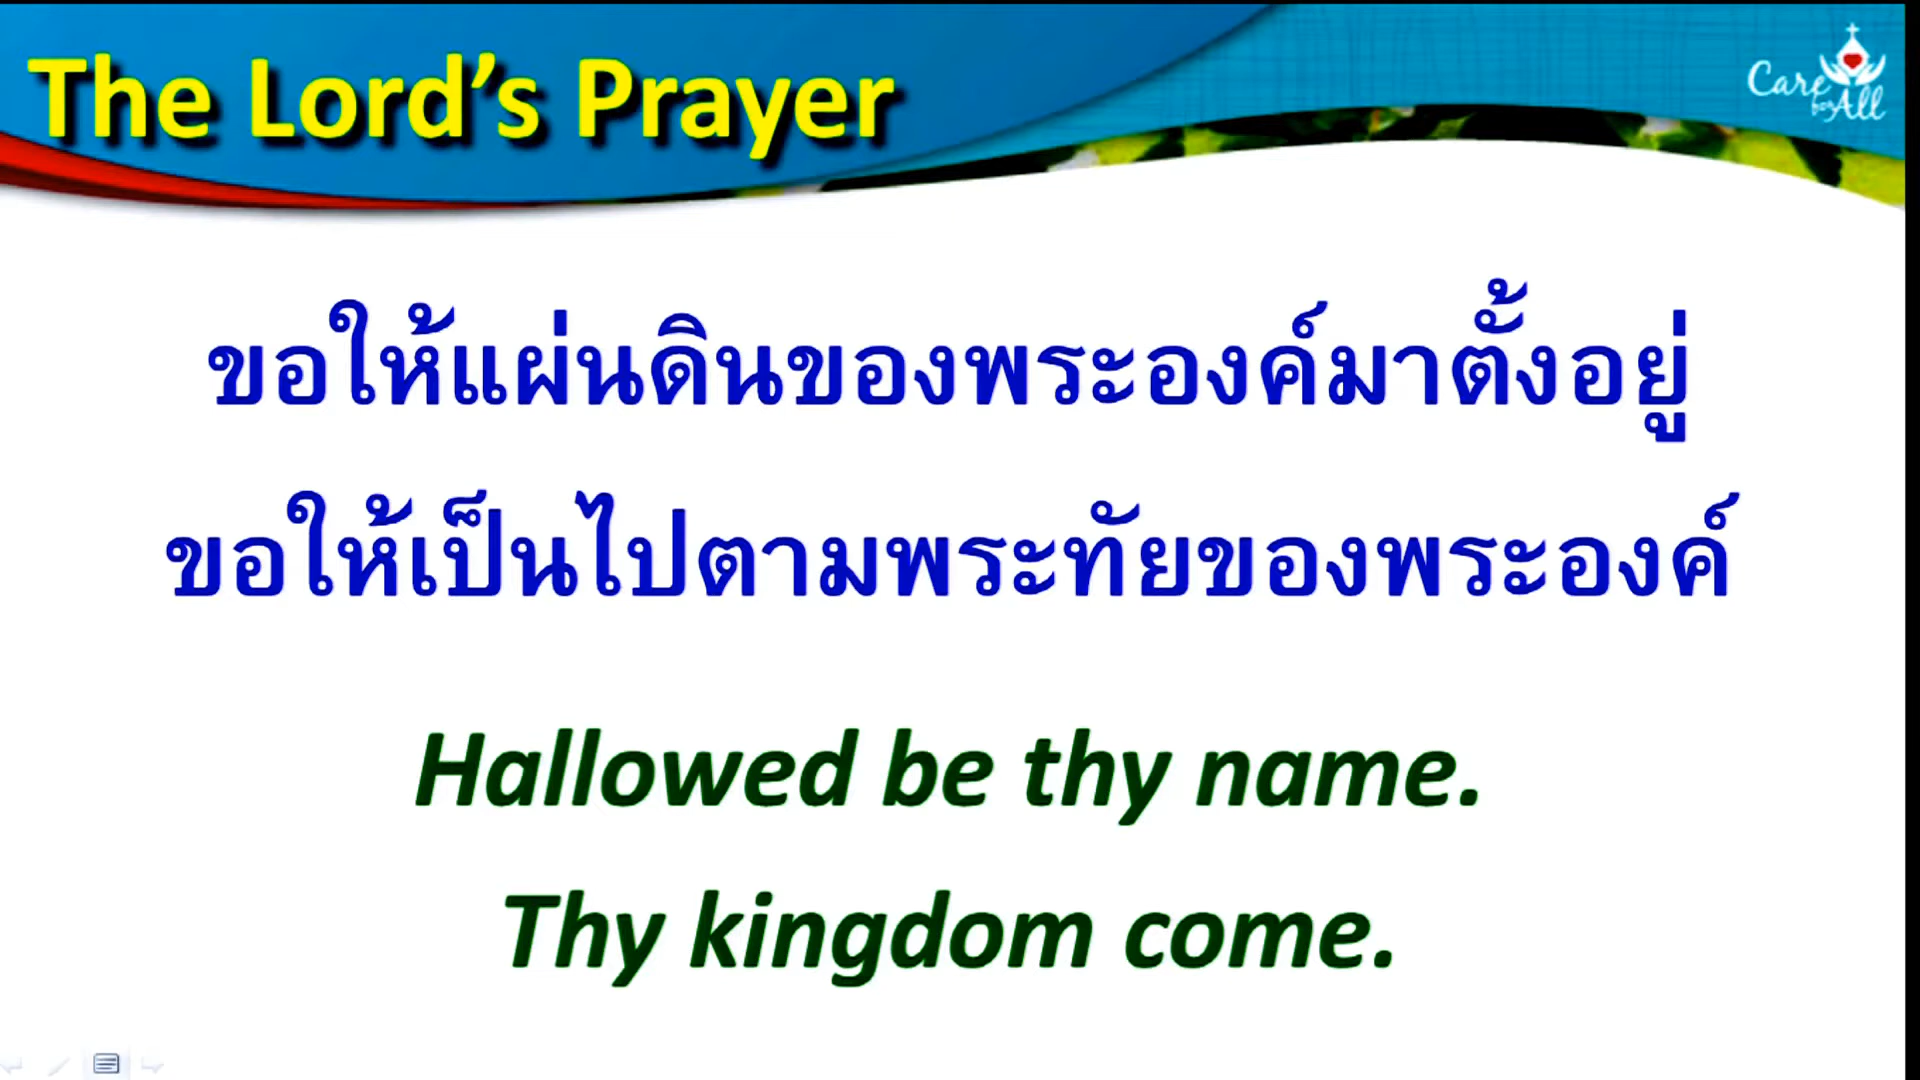 The Lord’s Prayer
Care
for All
ขอให้แผ่นดินของพระองค์มาตั้งอยู่
ขอให้เป็นไปตามพระทัยของพระองค์
Hallowed be thy name.
Thy kingdom come.